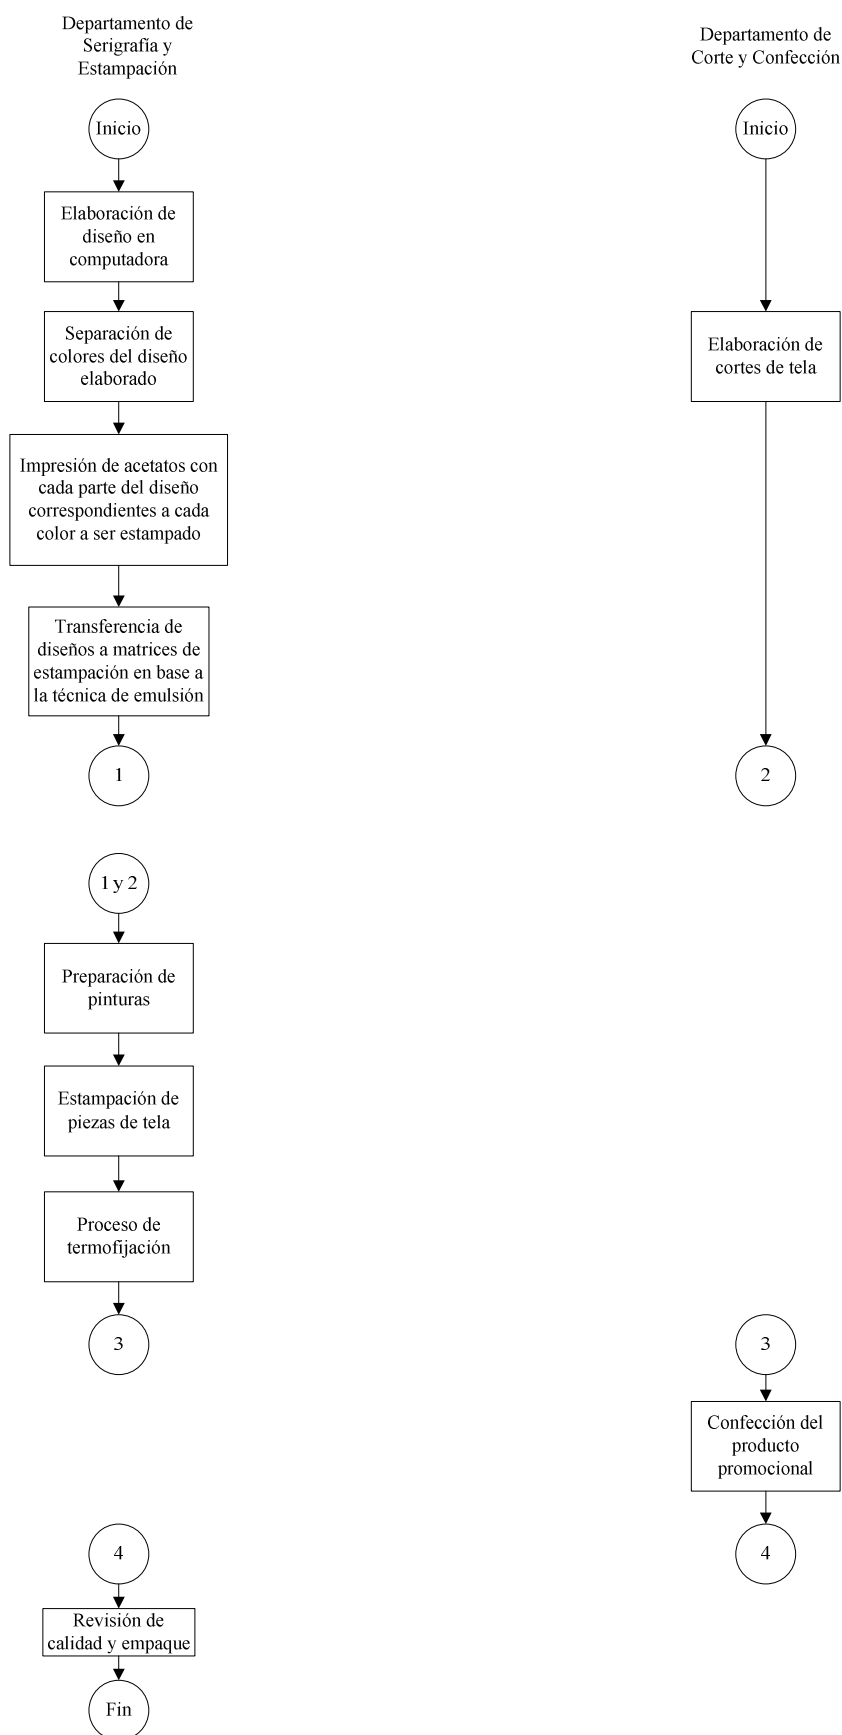 Departamento de
Serigrafía y
Estampación
Departamento de
Corte y Confección
Inicio
Inicio
Elaboración de
diseño en
computadora
Separación de
colores del diseño
elaborado
Elaboración de
cortes de tela
Impresión de acetatos con
cada parte del diseño
correspondientes a cada
color a ser estampado
Transferencia de
diseños a matrices de
estampación en base a
la técnica de emulsión
1
2
1 y 2
Preparación de
pinturas
Estampación de
piezas de tela
Proceso de
termofijación
3
3
Confección del
producto
promocional
4
4
Revisión de
calidad y empaque
Fin